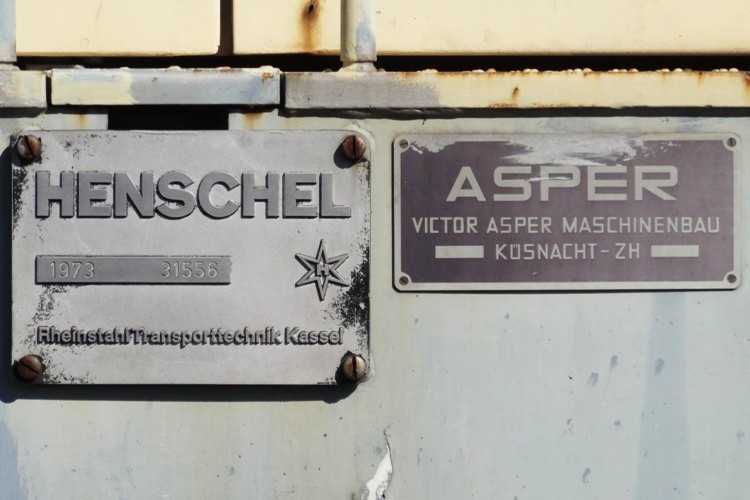 HENSCHEL
1973 31556
H
Rheinstahl Transporttechnik Kassel
ASPER
VICTOR ASPER MASCHINENBAU
KÜSNACHT-ZH